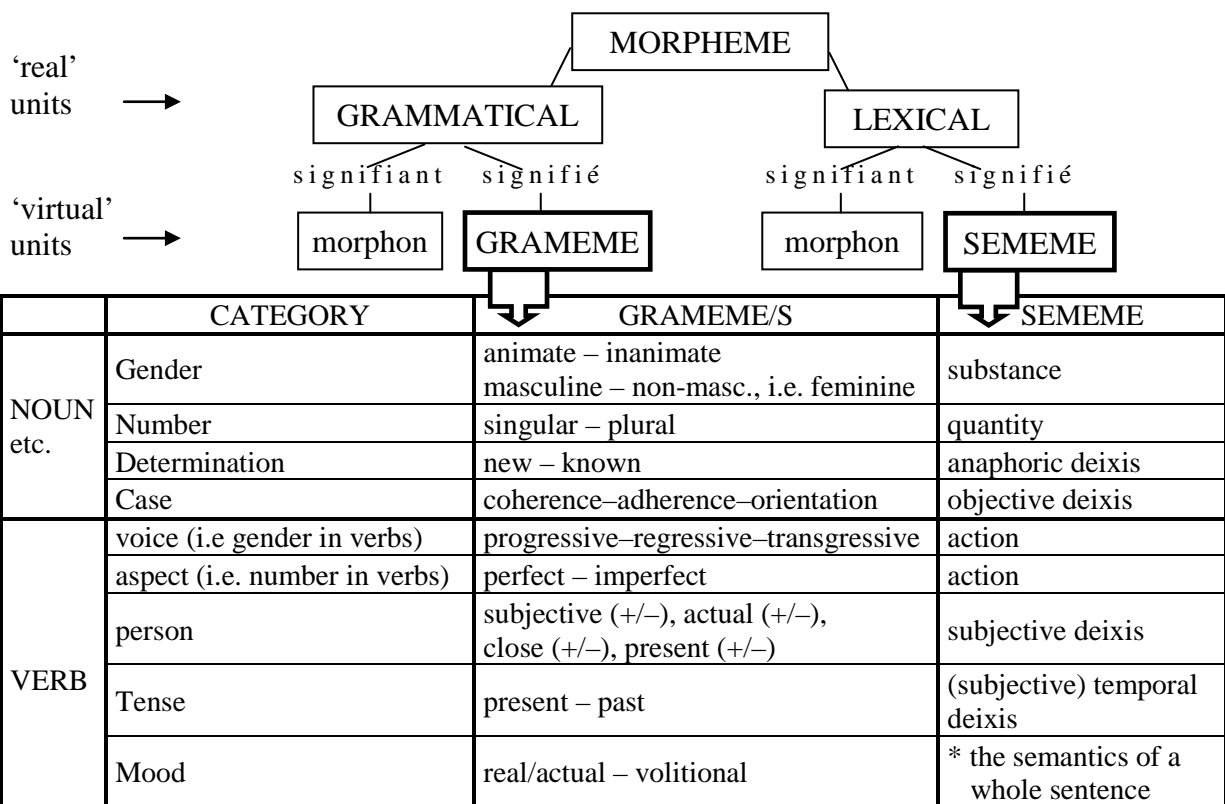 MORPHEME
‘real’
units
GRAMMATICAL
LEXICAL
signifiant signifié
signifiant signifié
‘virtual’
units
morphon
GRAMEME
morphon
SEMEME
CATEGORY
GRAMEME/S
SEMEME
NOUN
etc.
Gender
animate – inanimate
masculine – non-masc., i.e. feminine
substance
Number
singular – plural
quantity
Determination
new – known
anaphoric deixis
Case
coherence–adherence–orientation
objective deixis
VERB
voice (i.e gender in verbs)
progressive–regressive–transgressive
action
aspect (i.e. number in verbs)
perfect – imperfect
action
person
subjective (+/–), actual (+/–),
close (+/–), present (+/–)
subjective deixis
Tense
present – past
(subjective) temporal
deixis
Mood
real/actual – volitional
* the semantics of a
whole sentence